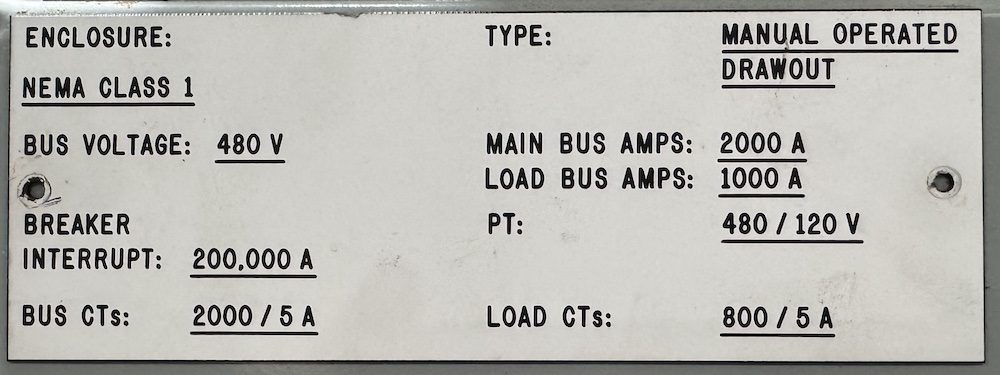 ENCLOSURE:
NEMA CLASS 1
BUS VOLTAGE: 480 V
BREAKER
INTERRUPT: 200,000 A
BUS CTs: 2000 / 5 A
TYPE: MANUAL OPERATED
DRAWOUT
MAIN BUS AMPS: 2000 A
LOAD BUS AMPS: 1000 A
PT: 480 / 120 V
LOAD CTs: 800 / 5 A